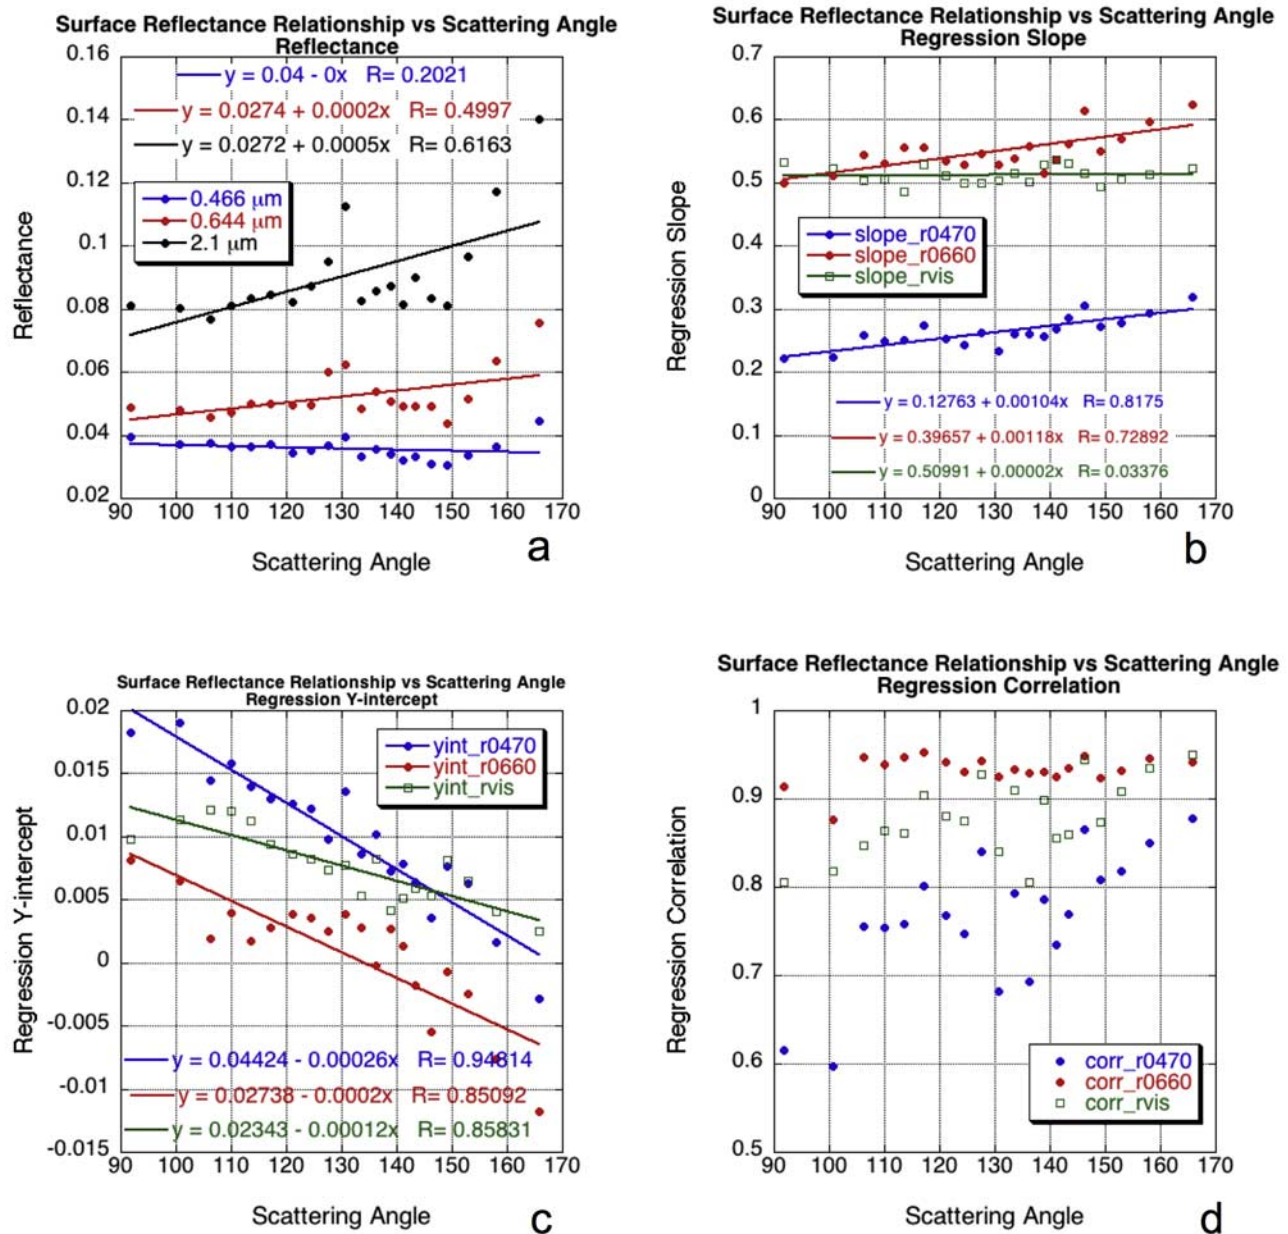 Surface Reflectance Relationship vs Scattering Angle
Reflectance
0.16
0.14
0.12
0.1
0.08
0.06
0.04
0.02
Reflectance
y = 0.04 - 0x R= 0.2021
y = 0.0274 + 0.0002x R= 0.4997
y = 0.0272 + 0.0005x R= 0.6163
0.466 μm
0.644 μm
2.1 μm
90 100 110 120 130 140 150 160 170
Scattering Angle
a
Surface Reflectance Relationship vs Scattering Angle
Regression Slope
0.7
0.6
0.5
0.4
0.3
0.2
0.1
0
Regression Slope
slope_r0470
slope_r0660
slope_rvis
y = 0.12763 + 0.00104x R= 0.8175
y = 0.39657 + 0.00118x R= 0.72892
y = 0.50991 + 0.00002x R= 0.03376
90 100 110 120 130 140 150 160 170
Scattering Angle
b
Surface Reflectance Relationship vs Scattering Angle
Regression Y-intercept
0.02
0.015
0.01
0.005
0
-0.005
-0.01
-0.015
Regression Y-intercept
yint_r0470
yint_r0660
yint_rvis
y = 0.04424 - 0.00026x R= 0.94814
y = 0.02738 - 0.0002x R= 0.85092
y = 0.02343 - 0.00012x R= 0.85831
90 100 110 120 130 140 150 160 170
Scattering Angle
c
Surface Reflectance Relationship vs Scattering Angle
Regression Correlation
1
0.9
0.8
0.7
0.6
0.5
Regression Correlation
corr_r0470
corr_r0660
corr_rvis
90 100 110 120 130 140 150 160 170
Scattering Angle
d